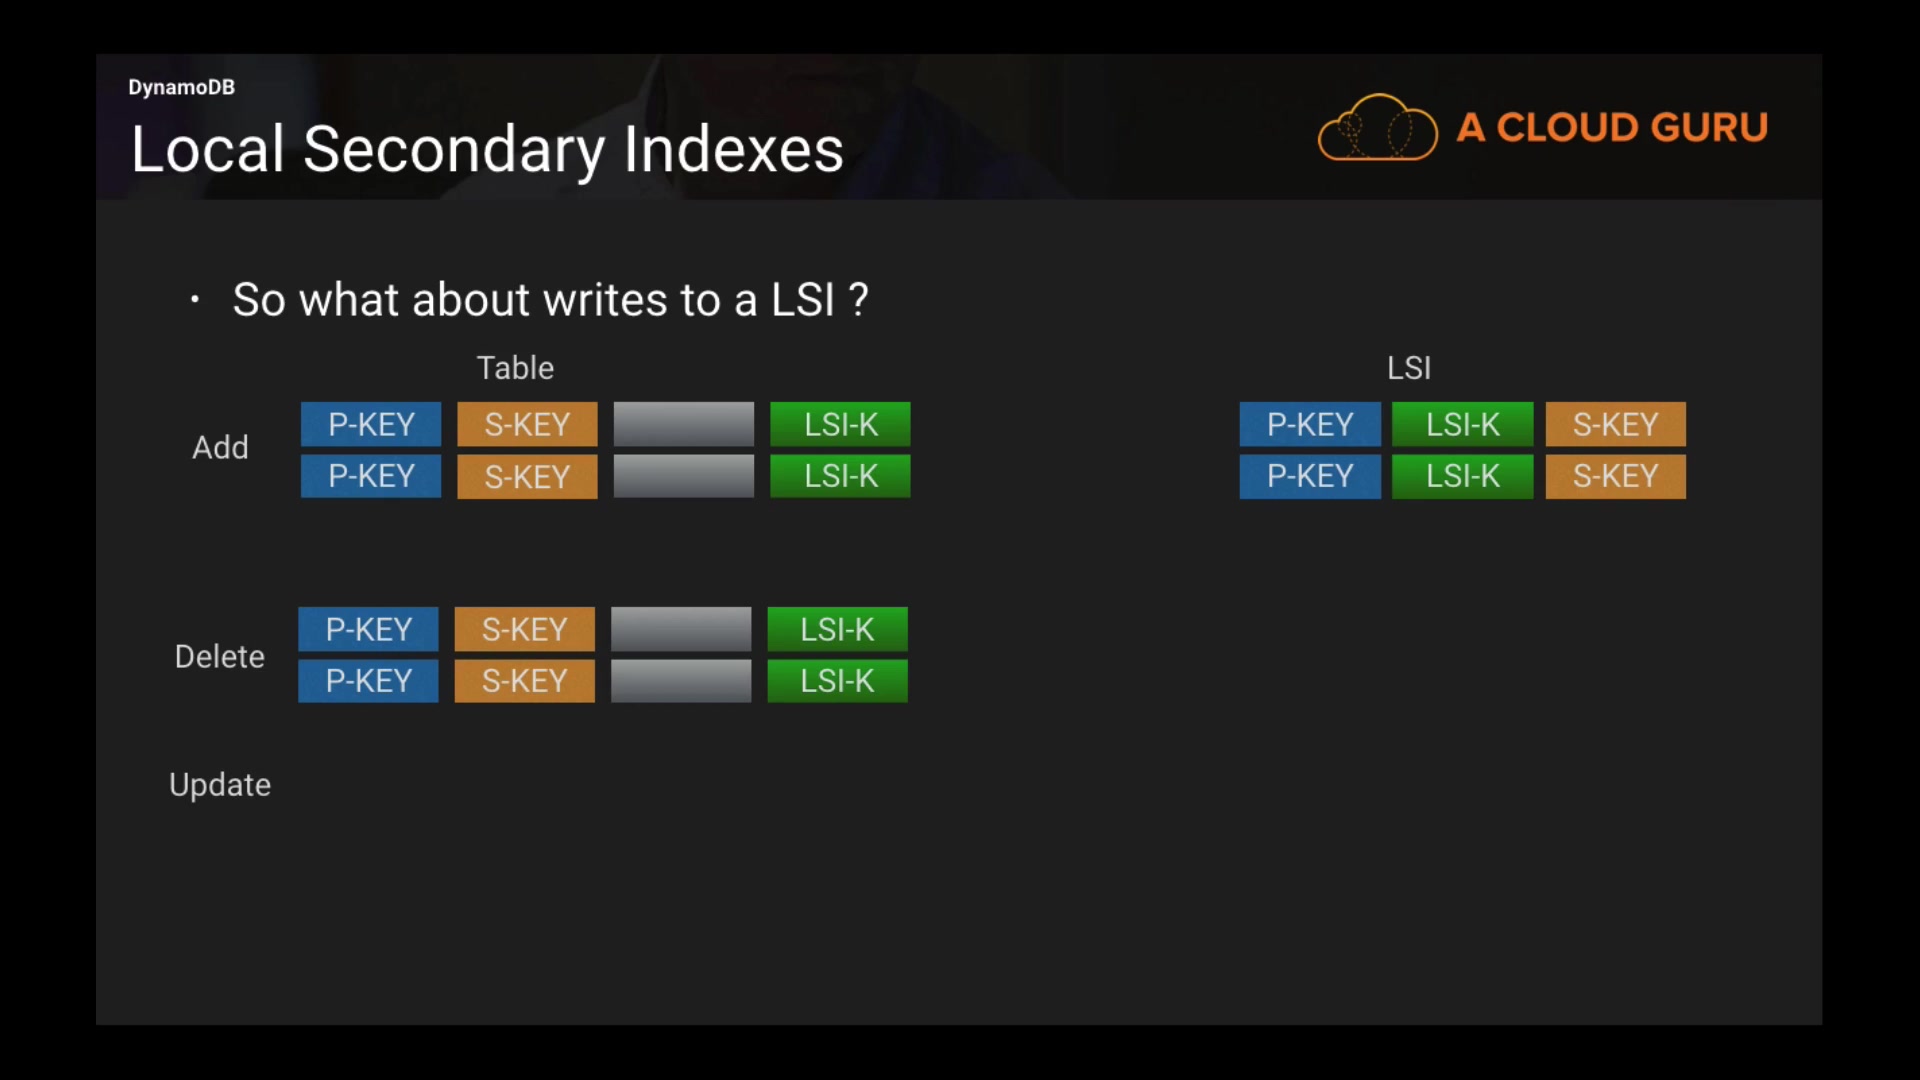 DynamoDB
Local Secondary Indexes
A CLOUD GURU
• So what about writes to a LSI ?
Table LSI
Add
P-KEY S-KEY LSI-K P-KEY LSI-K S-KEY
P-KEY S-KEY LSI-K P-KEY LSI-K S-KEY
Delete
P-KEY S-KEY LSI-K
P-KEY S-KEY LSI-K
Update